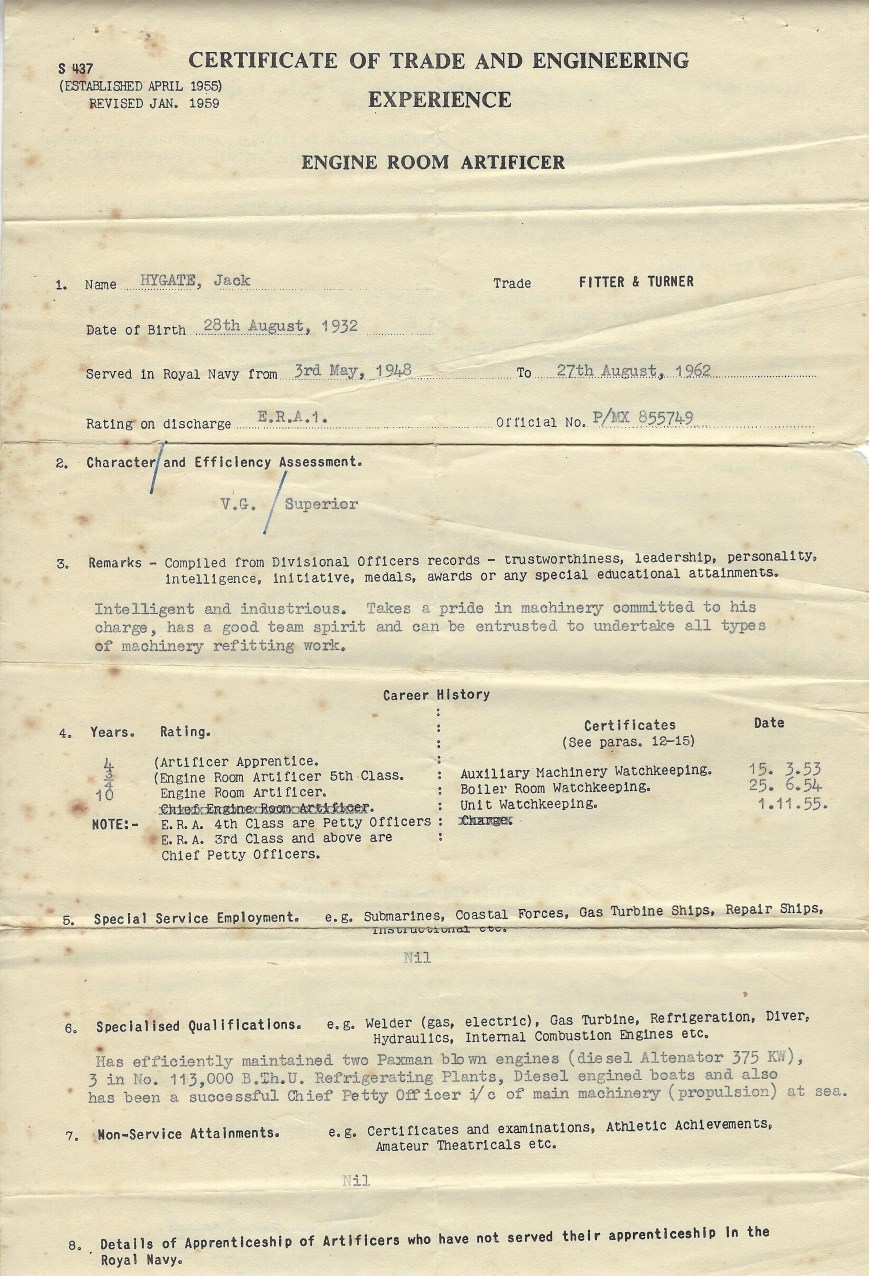 S 437
(ESTABLISHED APRIL 1955)
REVISED JAN. 1959
CERTIFICATE OF TRADE AND ENGINEERING
EXPERIENCE
ENGINE ROOM ARTIFICER
1. Name HYGATE, Jack Trade FITTER & TURNER
Date of Birth 28th August, 1932
Served in Royal Navy from 3rd May, 1948 To 27th August, 1962
Rating on discharge E.R.A.1. Official No. P/MX 855749
2. Character/and Efficiency Assessment.
V.G. / Superior
3. Remarks - Compiled from Divisional Officers records - trustworthiness, leadership, personality,
intelligence, initiative, medals, awards or any special educational attainments.
Intelligent and industrious. Takes a pride in machinery committed to his
charge, has a good team spirit and can be entrusted to undertake all types
of machinery refitting work.
Career History
4. Years. Rating. : Certificates Date
: (See paras. 12-15)
4 (Artificer Apprentice.
3/4 (Engine Room Artificer 5th Class. : Auxiliary Machinery Watchkeeping. 15. 3.53
10 Engine Room Artificer. : Boiler Room Watchkeeping. 25. 6.54
Chief Engine Room Artificer. : Unit Watchkeeping. 1.11.55.
NOTE:- E.R.A. 4th Class are Petty Officers : Charge.
E.R.A. 3rd Class and above are :
Chief Petty Officers.
5. Special Service Employment. e.g. Submarines, Coastal Forces, Gas Turbine Ships, Repair Ships,
Instructional etc.
Nil
6. Specialised Qualifications. e.g. Welder (gas, electric), Gas Turbine, Refrigeration, Diver,
Hydraulics, Internal Combustion Engines etc.
Has efficiently maintained two Paxman blown engines (diesel Altenator 375 KW),
3 in No. 113,000 B.Th.U. Refrigerating Plants, Diesel engined boats and also
has been a successful Chief Petty Officer i/c of main machinery (propulsion) at sea.
7. Non-Service Attainments. e.g. Certificates and examinations, Athletic Achievements,
Amateur Theatricals etc.
Nil
8. Details of Apprenticeship of Artificers who have not served their apprenticeship in the
Royal Navy.